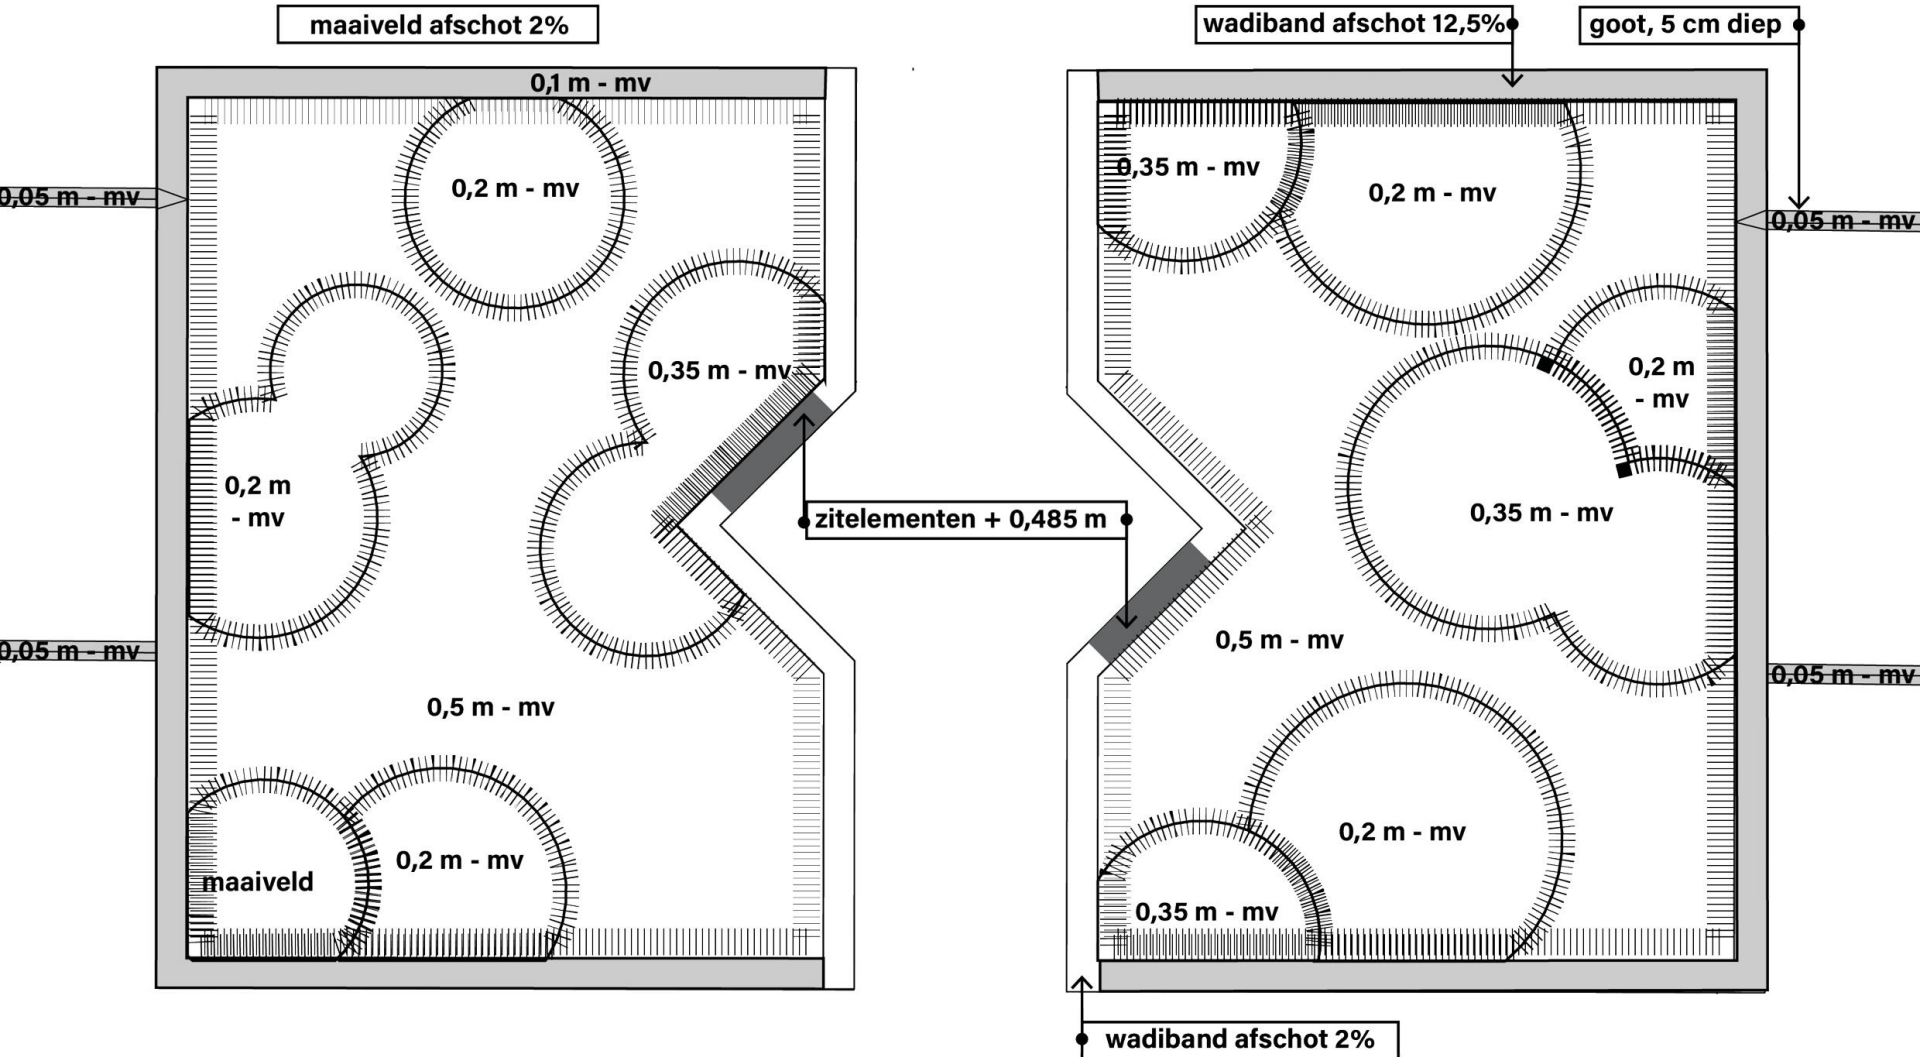 maaiveld afschot 2%
wadiband afschot 12,5%
goot, 5 cm diep
0,1 m - mv
0,2 m - mv
0,35 m - mv
0,2 m - mv
0,05 m - mv
0,05 m - mv
0,35 m - mv
0,2 m
- mv
0,2 m
- mv
zitelementen + 0,485 m
0,35 m - mv
0,5 m - mv
0,05 m - mv
0,05 m - mv
0,5 m - mv
0,2 m - mv
0,2 m - mv
maaiveld
0,35 m - mv
wadiband afschot 2%